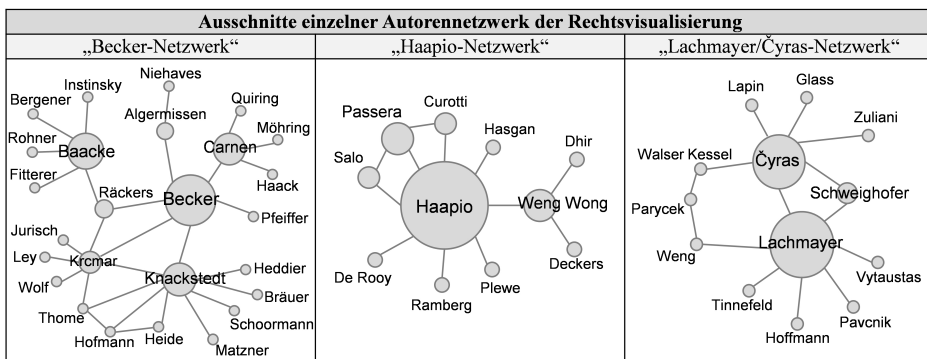 Ausschnitte einzelner Autorennetzwerk der Rechtsvisualisierung
„Becker-Netzwerk“
„Haapio-Netzwerk“
„Lachmayer/Čyras-Netzwerk“
Niehaves
Instinsky
Bergener
Algermissen
Quiring
Möhring
Rohner
Baacke
Carnen
Fitterer
Haack
Räckers
Becker
Pfeiffer
Jurisch
Ley
Krcmar
Wolf
Knackstedt
Heddier
Bräuer
Thome
Schoormann
Hofmann
Heide
Matzner
Passera
Curotti
Hasgan
Dhir
Salo
Haapio
Weng Wong
Deckers
De Rooy
Plewe
Ramberg
Lapin
Glass
Zuliani
Walser Kessel
Čyras
Schweighofer
Parycek
Lachmayer
Weng
Vytaustas
Tinnefeld
Pavcnik
Hoffmann